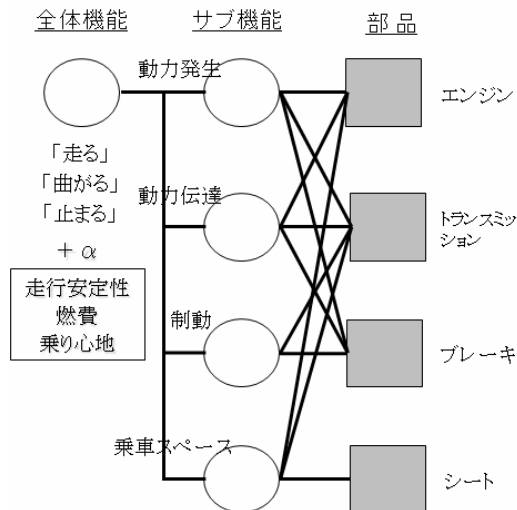 全体機能
サブ機能
部品
動力発生
エンジン
「走る」
「曲がる」
「止まる」
+ α
走行安定性
燃費
乗り心地
動力伝達
トランスミッ
ション
制動
ブレーキ
乗車スペース
シート